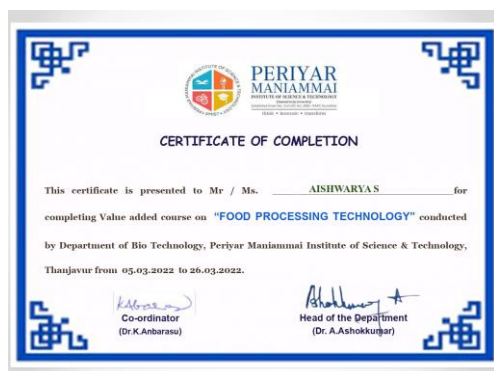 PERIYAR
MANIAMMAI
INSTITUTE OF SCIENCE & TECHNOLOGY
think • innovate • transform
CERTIFICATE OF COMPLETION
This certificate is presented to Mr / Ms. AISHWARYA S for
completing Value added course on "FOOD PROCESSING TECHNOLOGY" conducted
by Department of Bio Technology, Periyar Maniammai Institute of Science & Technology,
Thanjavur from 05.03.2022 to 26.03.2022.
Co-ordinator
(Dr.K.Anbarasu)
Head of the Department
(Dr. A.Ashokkumar)